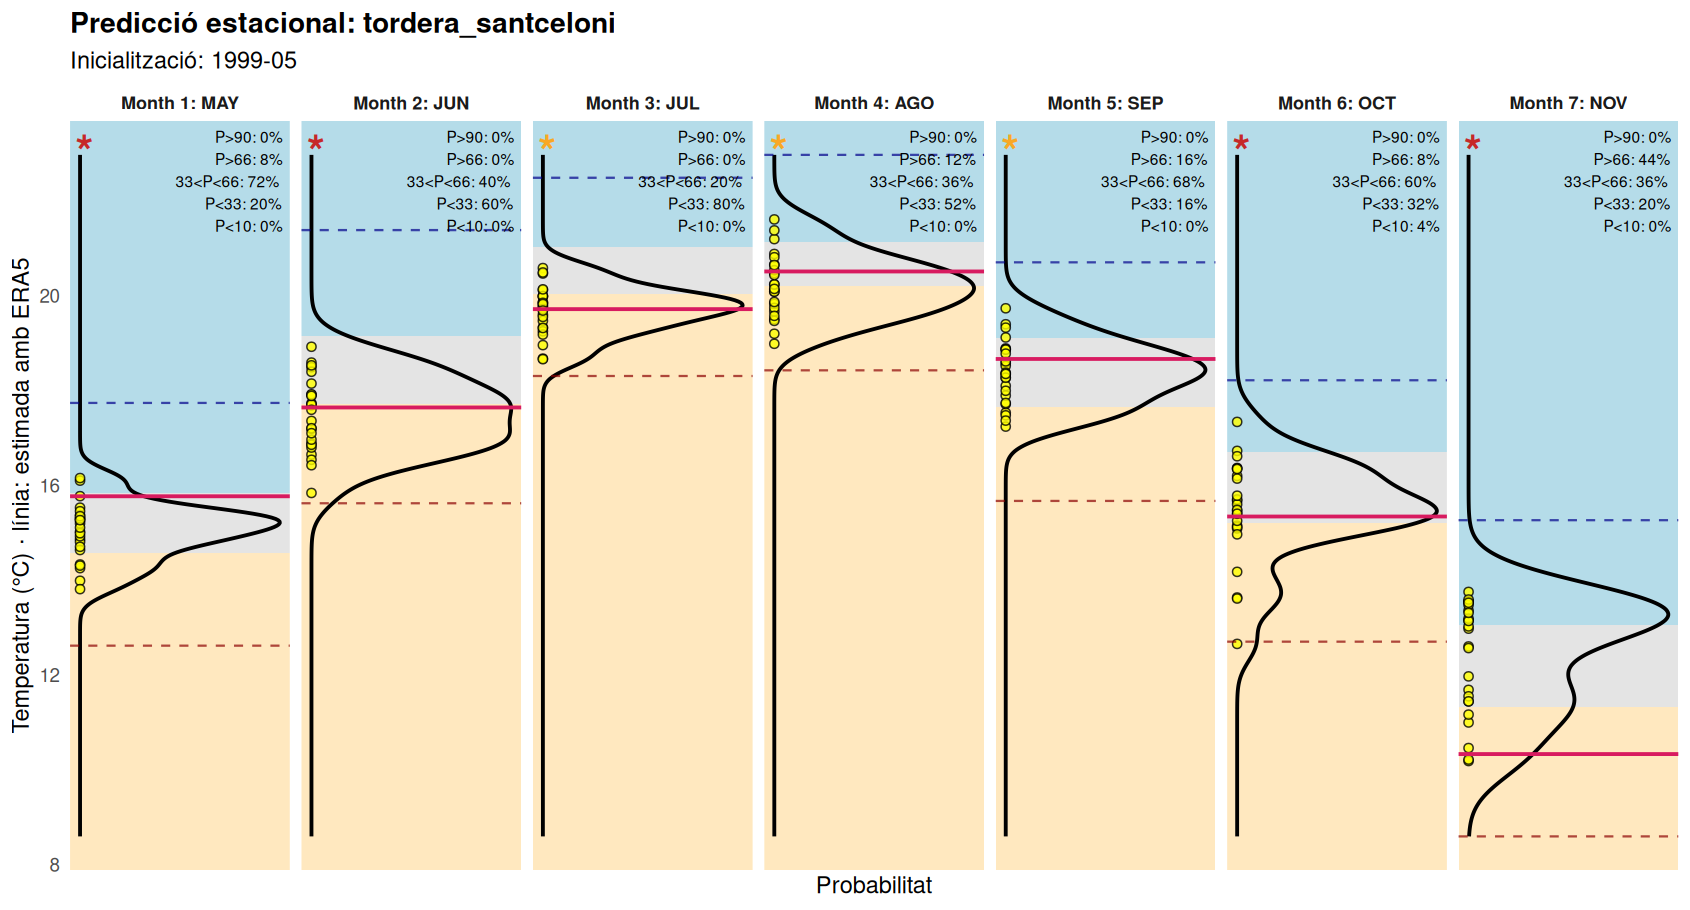 Predicció estacional: tordera_santceloni
Inicialització: 1999-05
Month 1: MAY
Month 2: JUN
Month 3: JUL
Month 4: AGO
Month 5: SEP
Month 6: OCT
Month 7: NOV
*
P>90: 0%
P>66: 8%
33<P<66: 72%
P<33: 20%
P<10: 0%
*
P>90: 0%
P>66: 0%
33<P<66: 40%
P<33: 60%
P<10: 0%
*
P>90: 0%
P>66: 0%
33<P<66: 20%
P<33: 80%
P<10: 0%
*
P>90: 0%
P>66: 12%
33<P<66: 36%
P<33: 52%
P<10: 0%
*
P>90: 0%
P>66: 16%
33<P<66: 68%
P<33: 16%
P<10: 0%
*
P>90: 0%
P>66: 8%
33<P<66: 60%
P<33: 32%
P<10: 4%
*
P>90: 0%
P>66: 44%
33<P<66: 36%
P<33: 20%
P<10: 0%
Temperatura (°C) · línia: estimada amb ERA5
20
16
12
8
Probabilitat